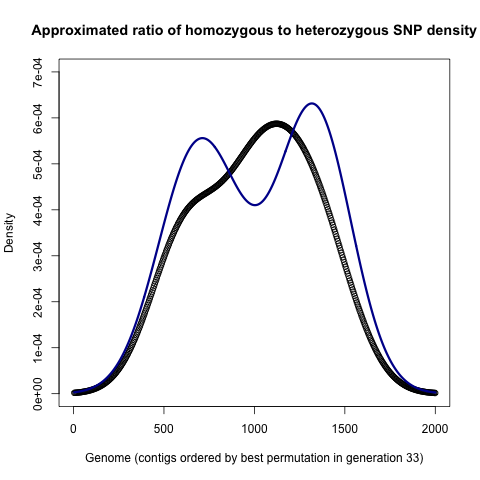 Approximated ratio of homozygous to heterozygous SNP density
Density
7e-04
6e-04
5e-04
4e-04
3e-04
2e-04
1e-04
0e+00
0 500 1000 1500 2000
Genome (contigs ordered by best permutation in generation 33)